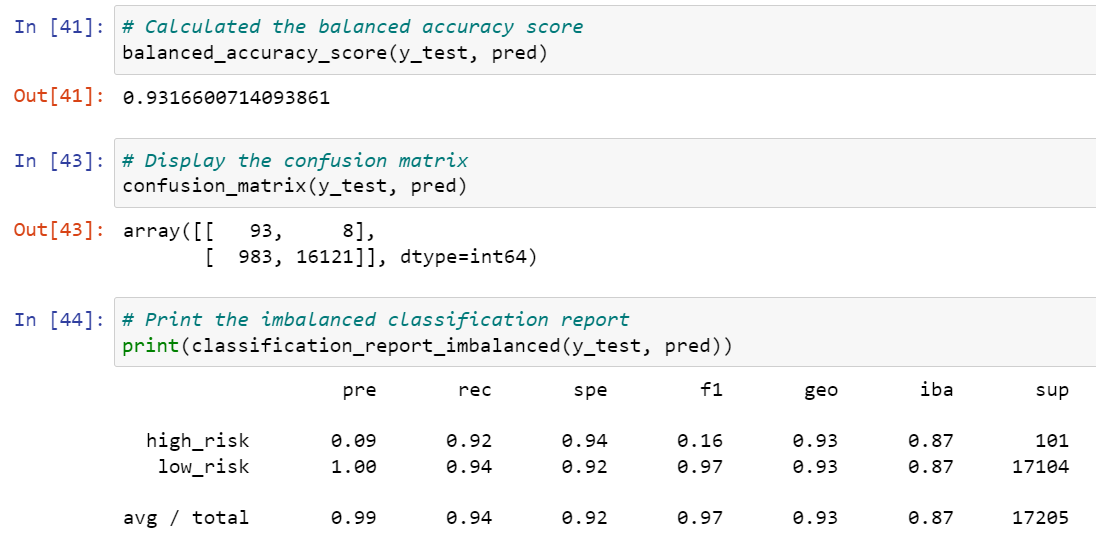 In [41]: # Calculated the balanced accuracy score
balanced_accuracy_score(y_test, pred)
Out[41]: 0.9316600714093861
In [43]: # Display the confusion matrix
confusion_matrix(y_test, pred)
Out[43]: array([[   93,     8],
       [  983, 16121]], dtype=int64)
In [44]: # Print the imbalanced classification report
print(classification_report_imbalanced(y_test, pred))
pre rec spe f1 geo iba sup
high_risk 0.09 0.92 0.94 0.16 0.93 0.87 101
low_risk 1.00 0.94 0.92 0.97 0.93 0.87 17104
avg / total 0.99 0.94 0.92 0.97 0.93 0.87 17205